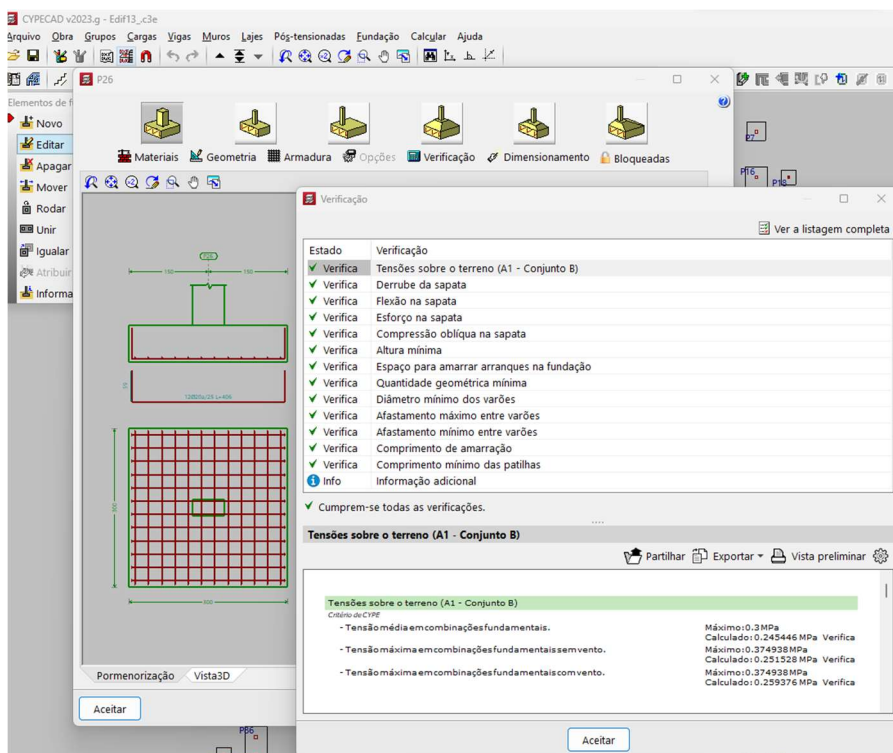 CYPECAD v2023.g - Edif13_.c3e
Arquivo Obra Grupos Cargas Vigas Muros Lajes Pós-tensionadas Fundação Calcular Ajuda
P26
Elementos de f
Novo
Editar
Apagar
Mover
Rodar
Unir
Igualar
Atribuir
Informa
Materiais Geometria Armadura Opções Verificação Dimensionamento Bloqueadas
P7
P16
P18
150 150
12Ø20a/25 L=406
300
300
Pormenorização Vista3D
Aceitar
Verificação
Ver a listagem completa
Estado Verificação
Verifica Tensões sobre o terreno (A1 - Conjunto B)
Verifica Derrube da sapata
Verifica Flexão na sapata
Verifica Esforço na sapata
Verifica Compressão oblíqua na sapata
Verifica Altura mínima
Verifica Espaço para amarrar arranques na fundação
Verifica Quantidade geométrica mínima
Verifica Diâmetro mínimo dos varões
Verifica Afastamento máximo entre varões
Verifica Afastamento mínimo entre varões
Verifica Comprimento de amarração
Verifica Comprimento mínimo das patilhas
Info Informação adicional
Cumprem-se todas as verificações.
Tensões sobre o terreno (A1 - Conjunto B)
Partilhar Exportar Vista preliminar
Tensões sobre o terreno (A1 - Conjunto B)
Critério de CYPE
- Tensão média em combinações fundamentais. Máximo: 0.3 MPa
Calculado: 0.245446 MPa Verifica
- Tensão máxima em combinações fundamentais sem vento. Máximo: 0.374938 MPa
Calculado: 0.251528 MPa Verifica
- Tensão máxima em combinações fundamentais com vento. Máximo: 0.374938 MPa
Calculado: 0.259376 MPa Verifica
Aceitar